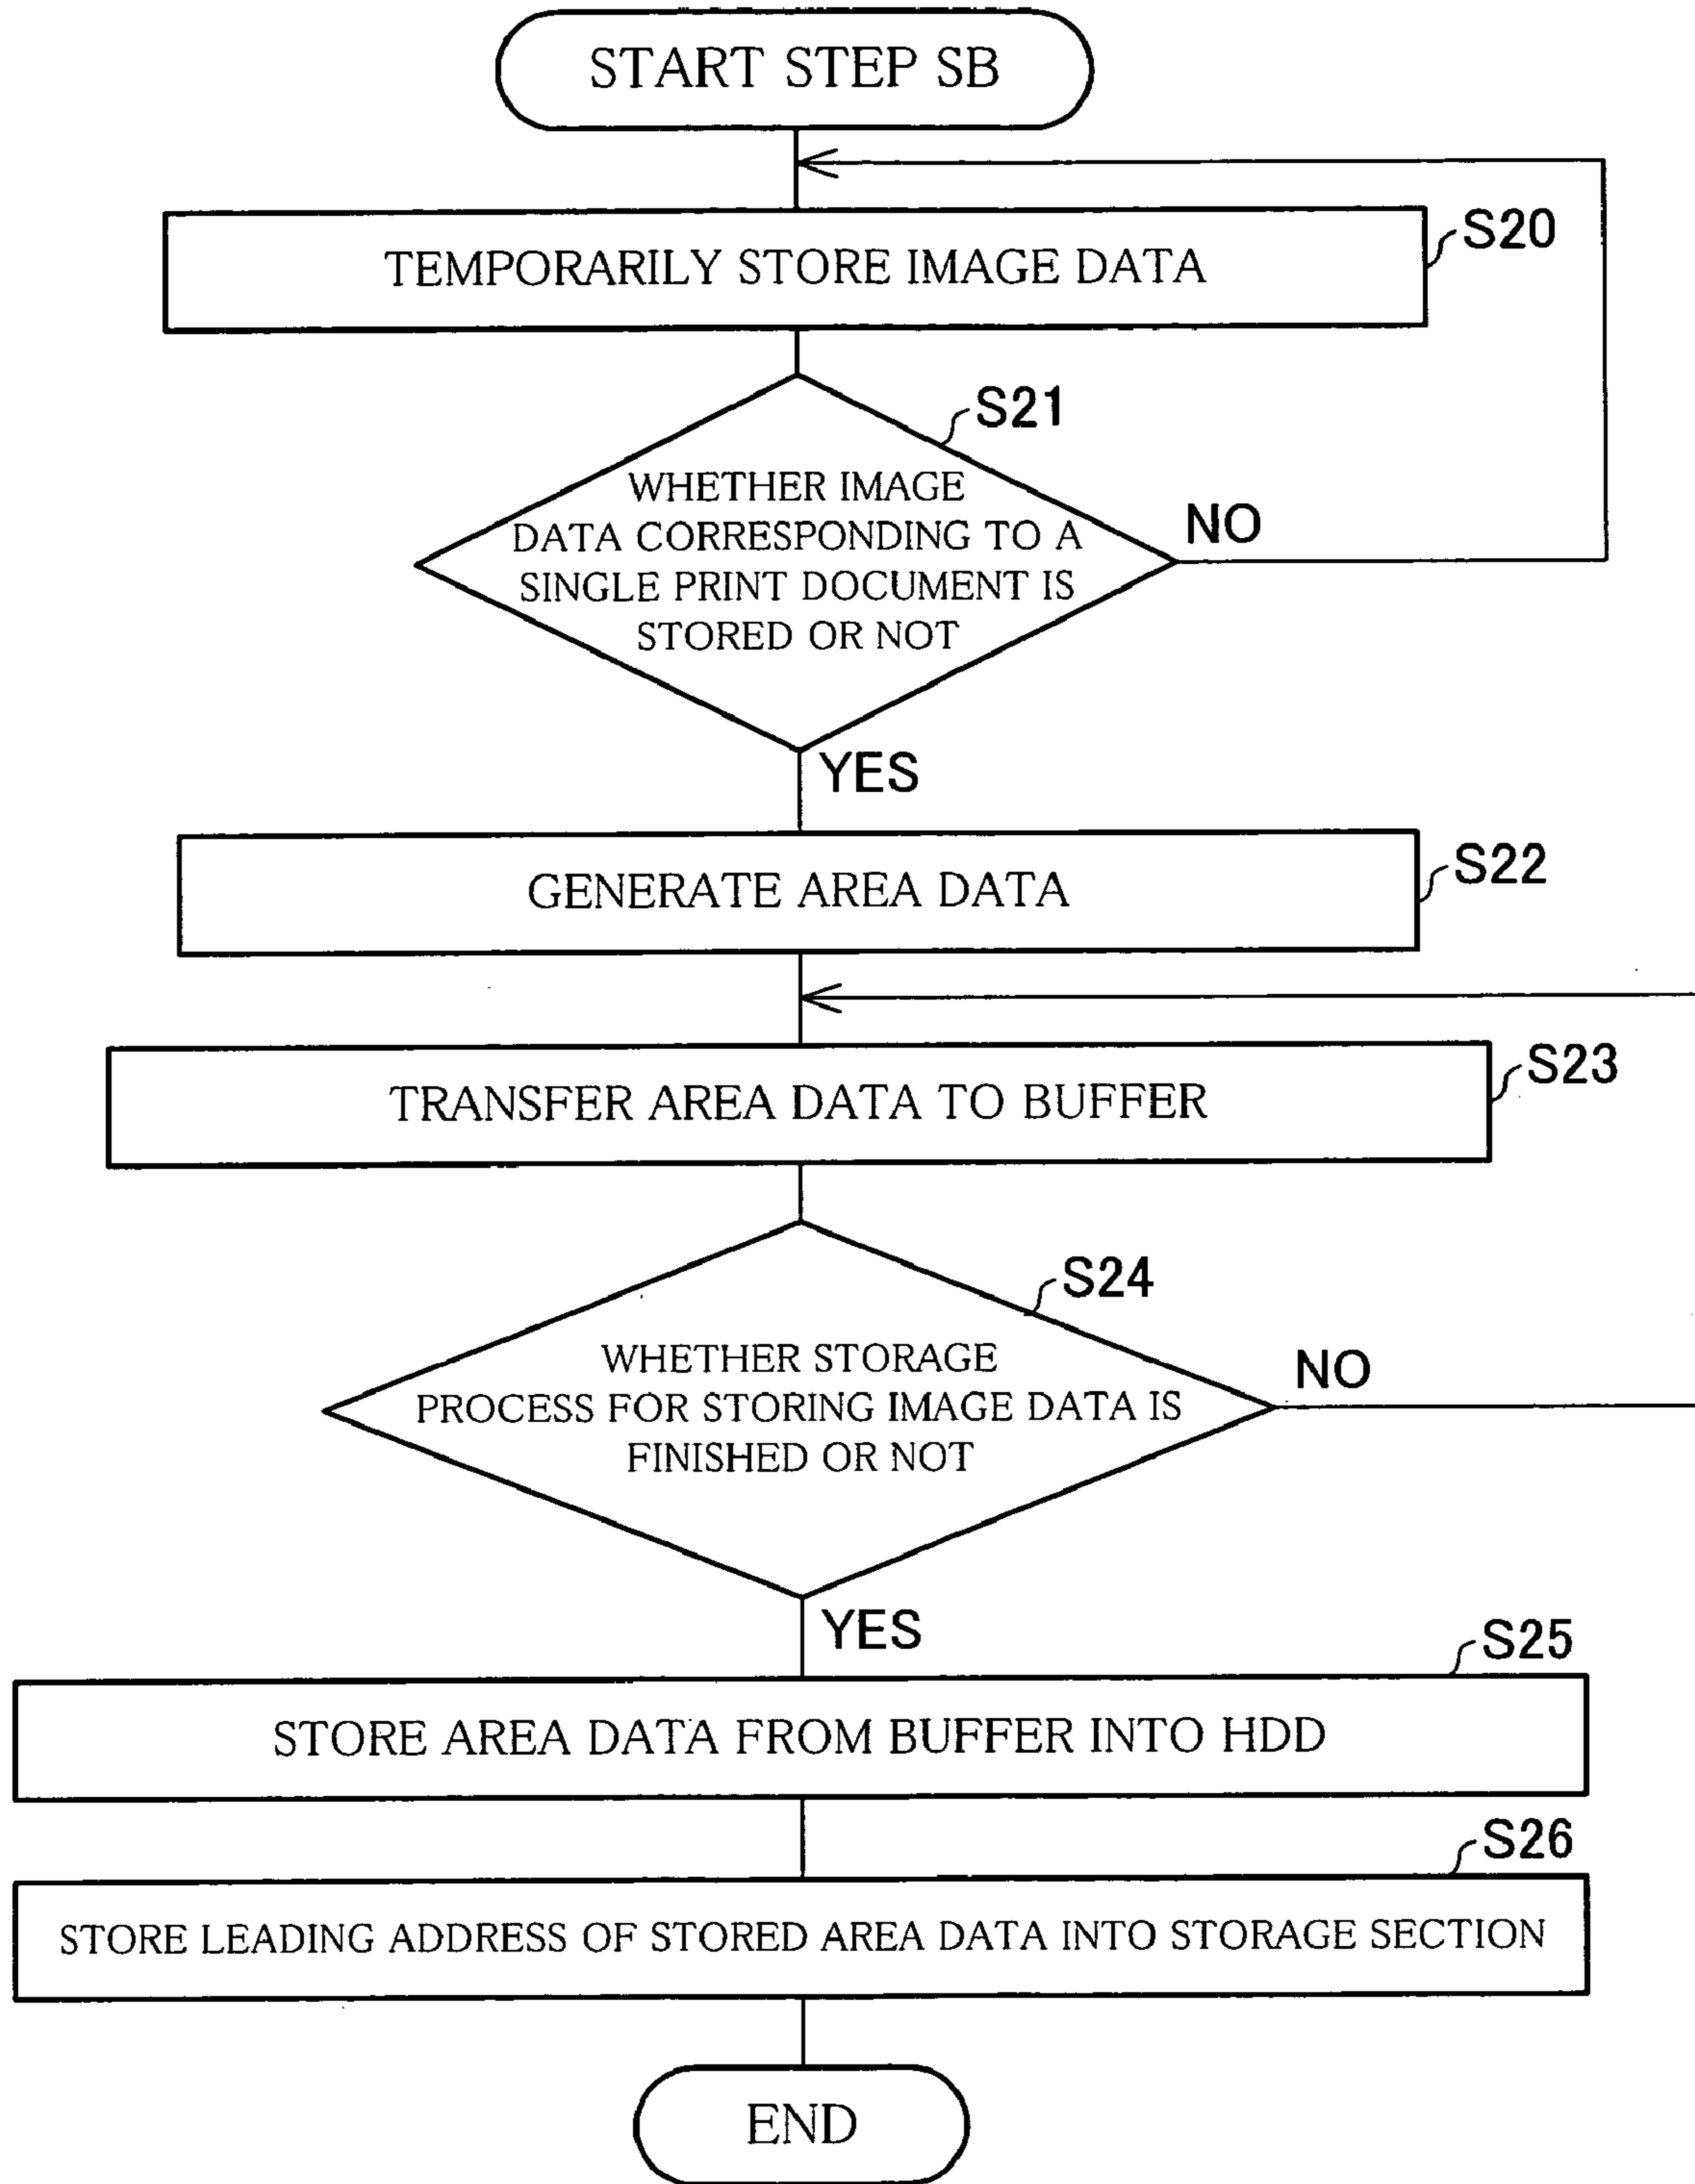 START STEP SB
TEMPORARILY STORE IMAGE DATA
S20
S21
WHETHER IMAGE
DATA CORRESPONDING TO A
SINGLE PRINT DOCUMENT IS
STORED OR NOT
NO
YES
GENERATE AREA DATA
S22
TRANSFER AREA DATA TO BUFFER
S23
S24
WHETHER STORAGE
PROCESS FOR STORING IMAGE DATA IS
FINISHED OR NOT
NO
YES
S25
STORE AREA DATA FROM BUFFER INTO HDD
S26
STORE LEADING ADDRESS OF STORED AREA DATA INTO STORAGE SECTION
END